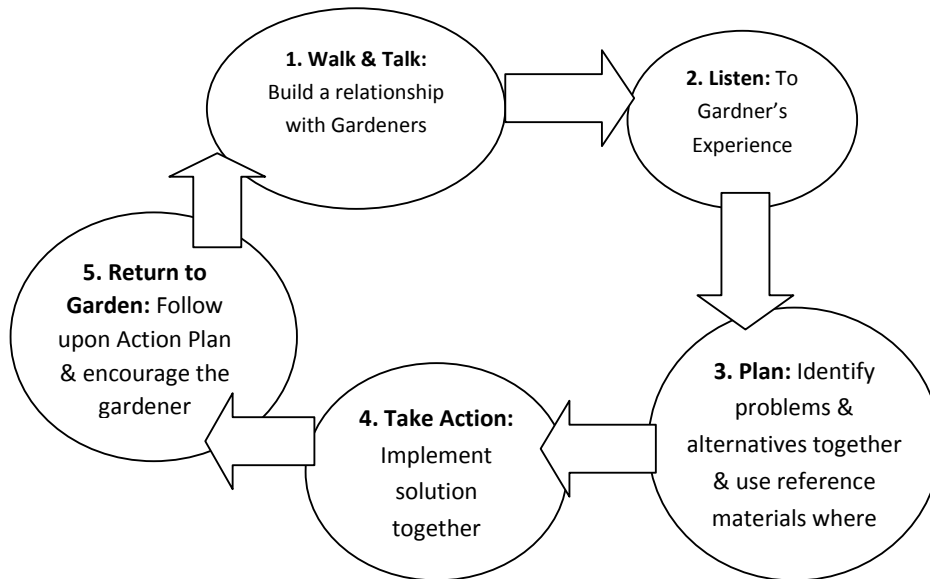 1. Walk & Talk:
Build a relationship
with Gardeners
2. Listen: To
Gardner’s
Experience
3. Plan: Identify
problems &
alternatives together
& use reference
materials where
4. Take Action:
Implement
solution
together
5. Return to
Garden: Follow
upon Action Plan
& encourage the
gardener